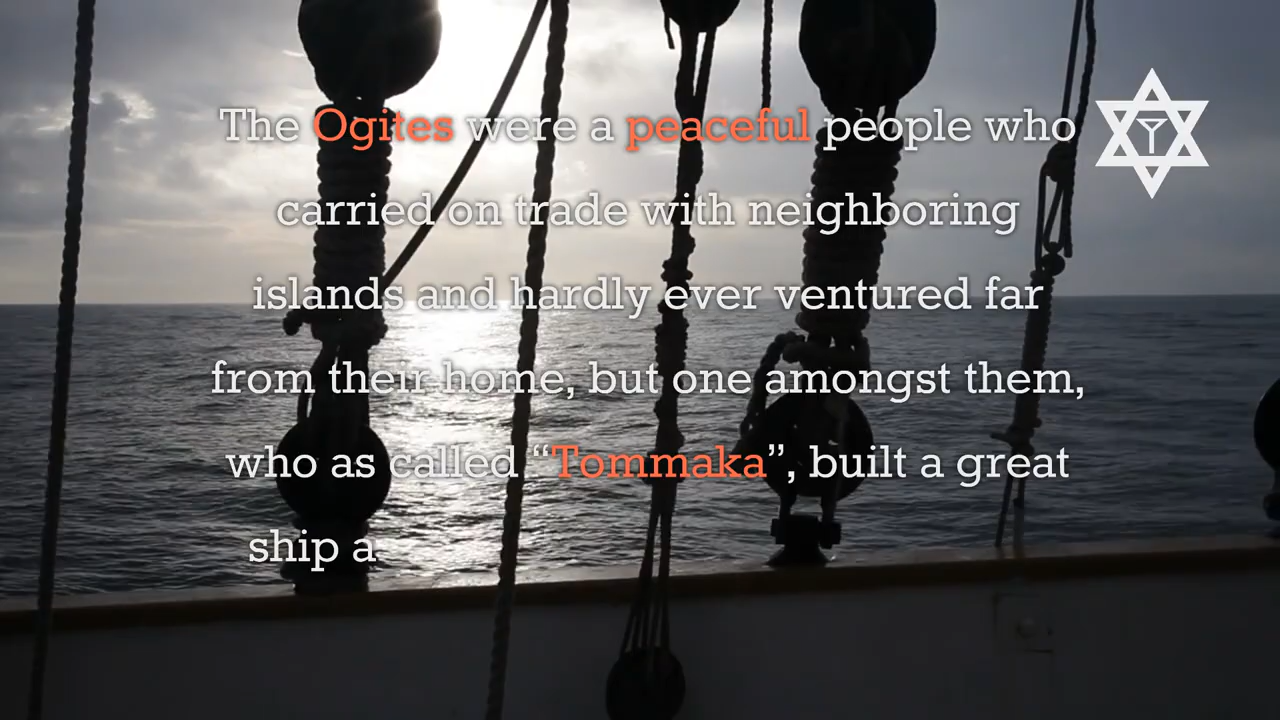 The Ogites were a peaceful people who
carried on trade with neighboring
islands and hardly ever ventured far
from their home, but one amongst them,
who as called “Tommaka”, built a great
ship a